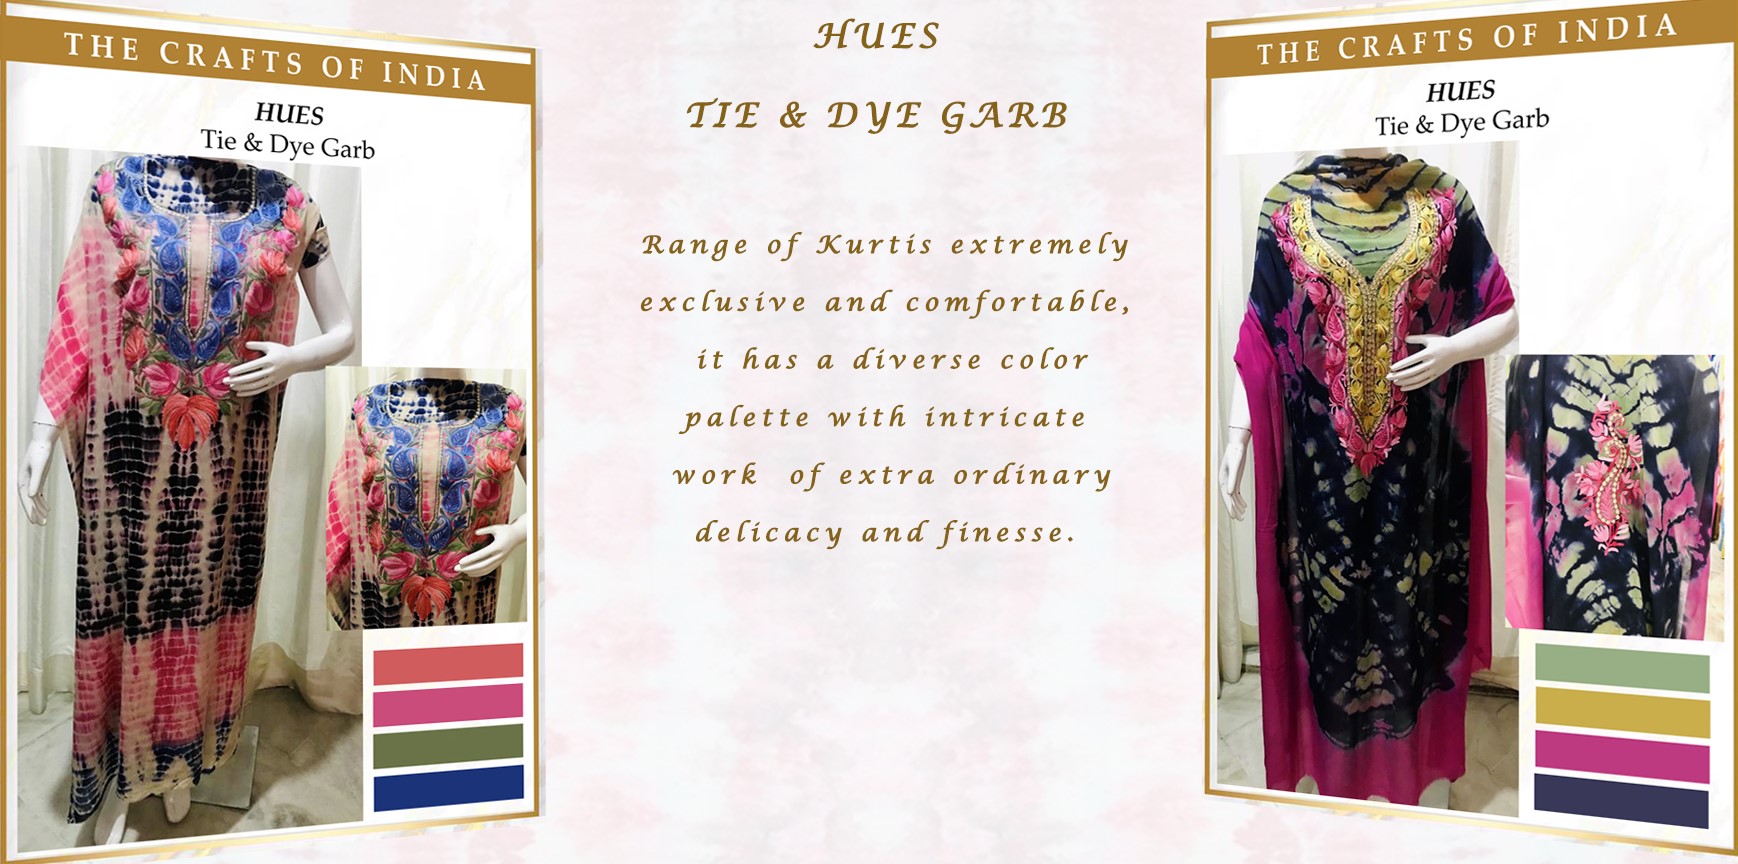 THE CRAFTS OF INDIA
HUES
Tie & Dye Garb
HUES
TIE & DYE GARB
Range of Kurtis extremely
exclusive and comfortable,
it has a diverse color
palette with intricate
work of extra ordinary
delicacy and finesse.
THE CRAFTS OF INDIA
HUES
Tie & Dye Garb